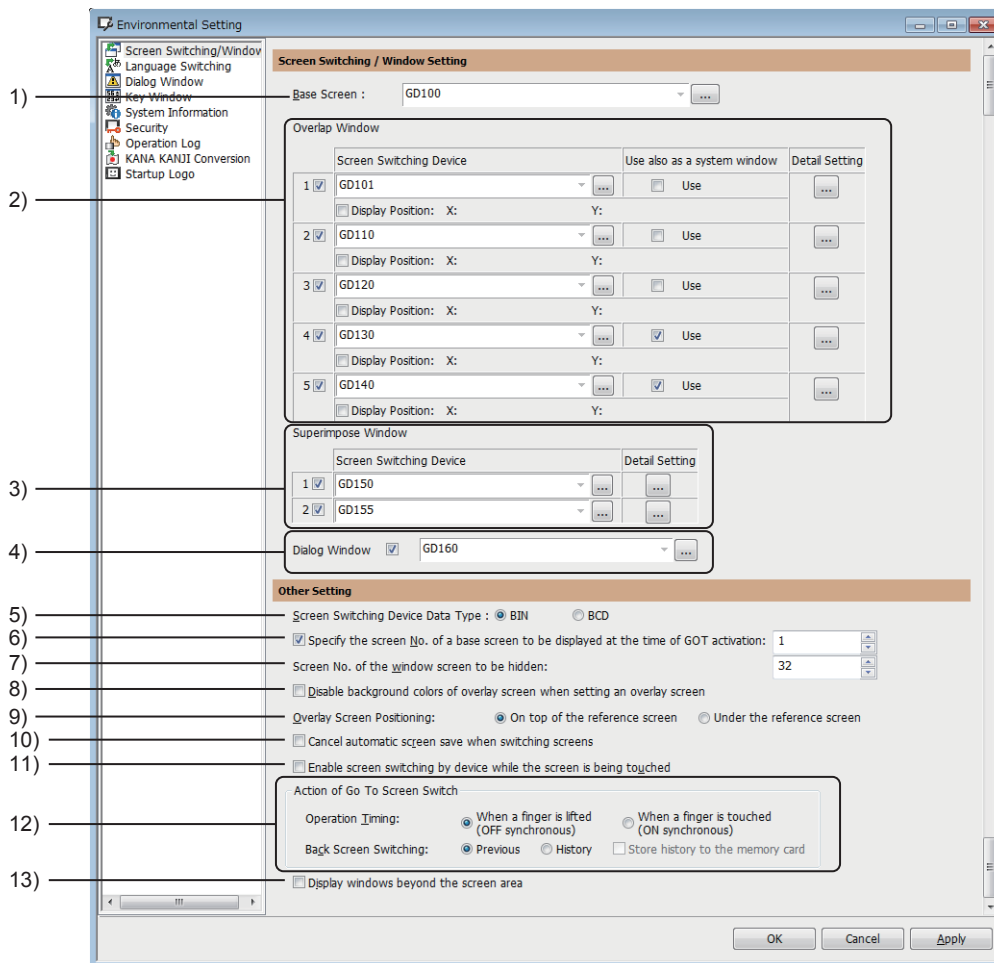 Environmental Setting
Screen Switching/Window
Language Switching
Dialog Window
Key Window
System Information
Security
Operation Log
KANA KANJI Conversion
Startup Logo
Screen Switching / Window Setting
1)
Base Screen : GD100 ...
2)
Overlap Window
Screen Switching Device Use also as a system window Detail Setting
1 GD101 ... Use ...
Display Position: X: Y:
2 GD110 ... Use ...
Display Position: X: Y:
3 GD120 ... Use ...
Display Position: X: Y:
4 GD130 ... Use ...
Display Position: X: Y:
5 GD140 ... Use ...
Display Position: X: Y:
3)
Superimpose Window
Screen Switching Device Detail Setting
1 GD150 ... ...
2 GD155 ... ...
4)
Dialog Window GD160 ...
Other Setting
5) Screen Switching Device Data Type : BIN BCD
6) Specify the screen No. of a base screen to be displayed at the time of GOT activation: 1
7) Screen No. of the window screen to be hidden: 32
8) Disable background colors of overlay screen when setting an overlay screen
9) Overlay Screen Positioning: On top of the reference screen Under the reference screen
10) Cancel automatic screen save when switching screens
11) Enable screen switching by device while the screen is being touched
12)
Action of Go To Screen Switch
Operation Timing: When a finger is lifted (OFF synchronous) When a finger is touched (ON synchronous)
Back Screen Switching: Previous History Store history to the memory card
13) Display windows beyond the screen area
OK Cancel Apply